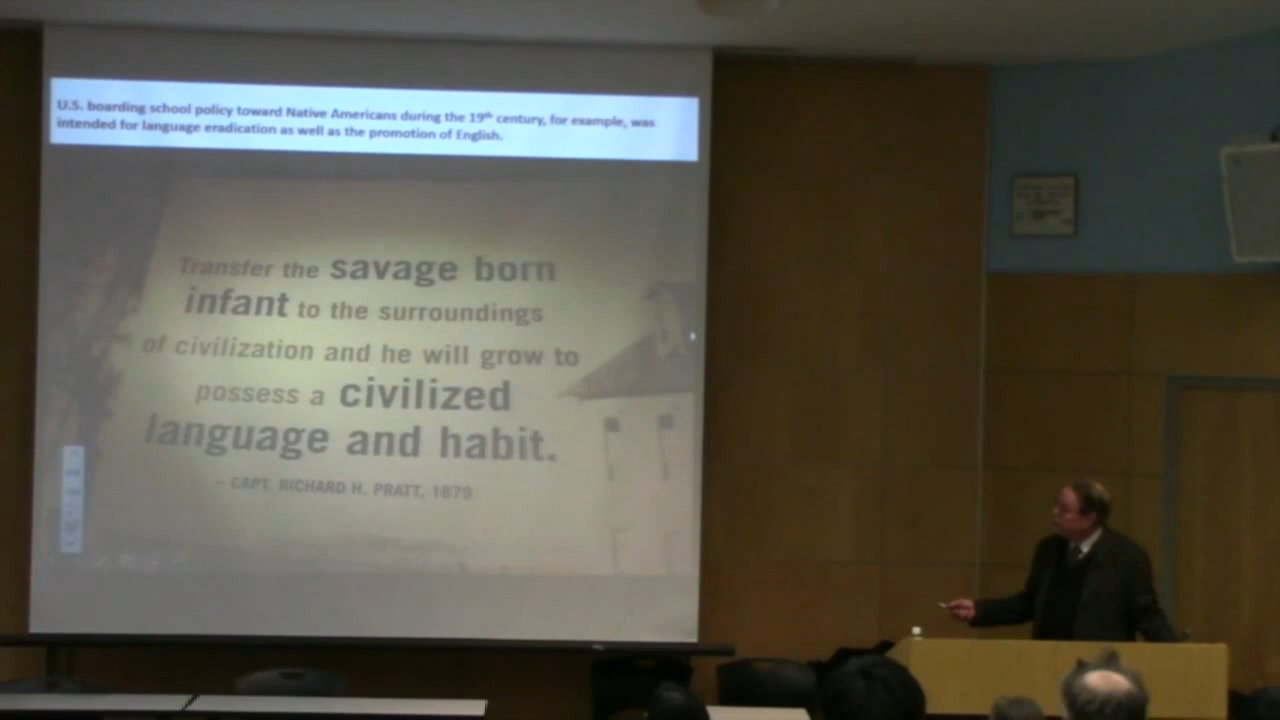 U.S. boarding school policy toward Native Americans during the 19th century, for example, was
intended for language eradication as well as the promotion of English.
Transfer the savage born
infant to the surroundings
of civilization and he will grow to
possess a civilized
language and habit.
– CAPT. RICHARD H. PRATT, 1879